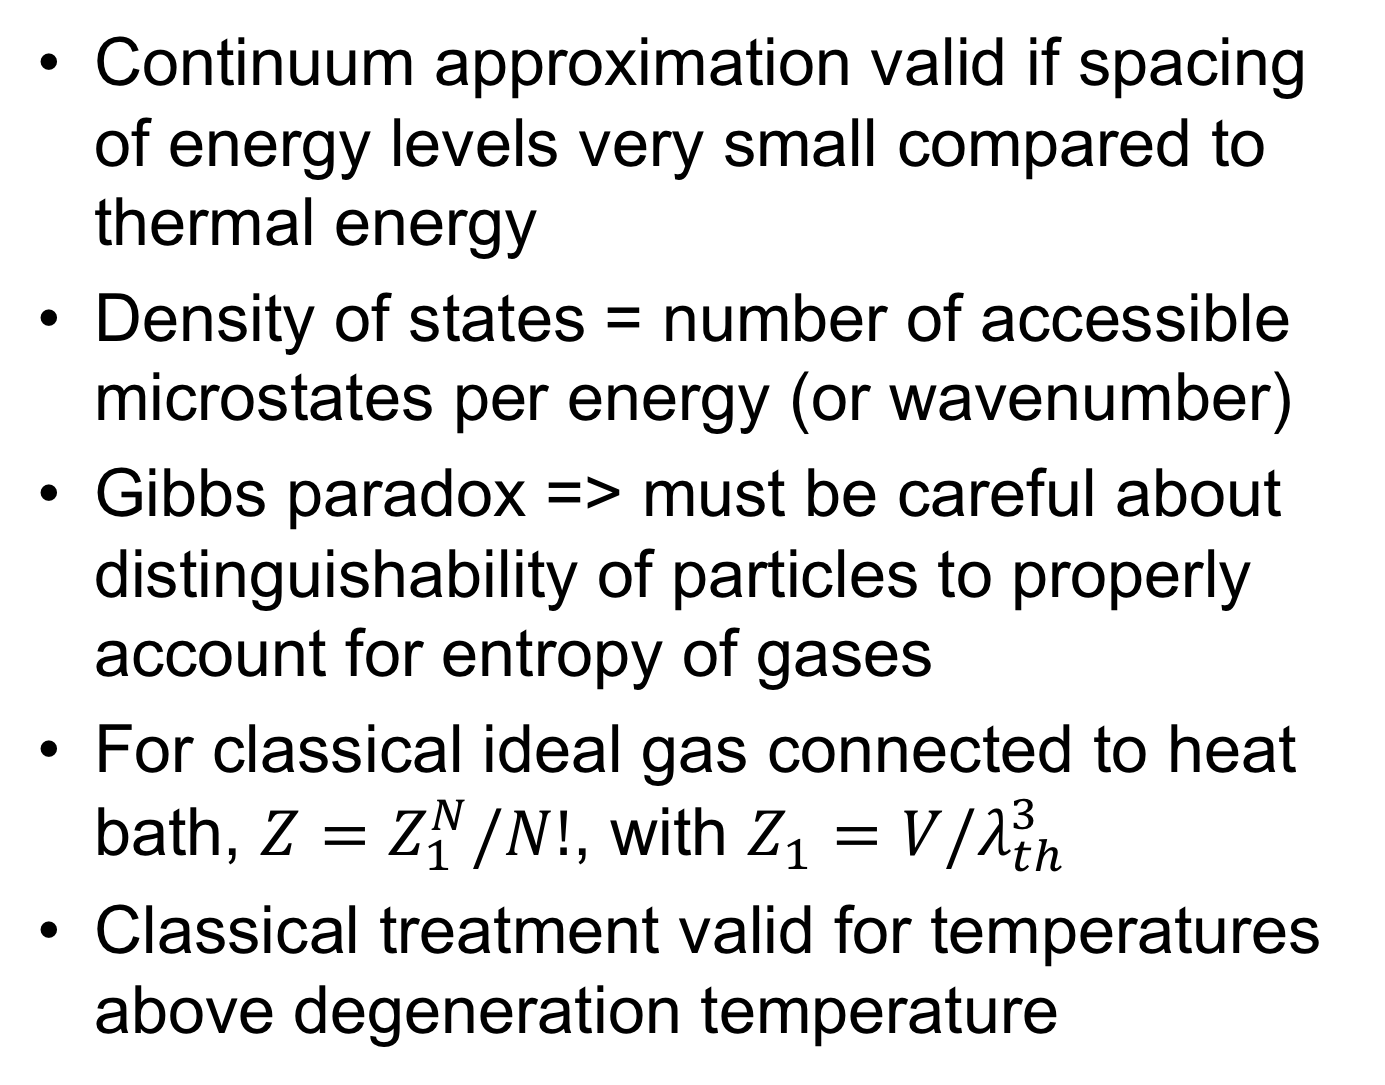 • Continuum approximation valid if spacing
of energy levels very small compared to
thermal energy
• Density of states = number of accessible
microstates per energy (or wavenumber)
• Gibbs paradox => must be careful about
distinguishability of particles to properly
account for entropy of gases
• For classical ideal gas connected to heat
bath, $Z = Z_1^N/N!$, with $Z_1 = V/\lambda_{th}^3$
• Classical treatment valid for temperatures
above degeneration temperature